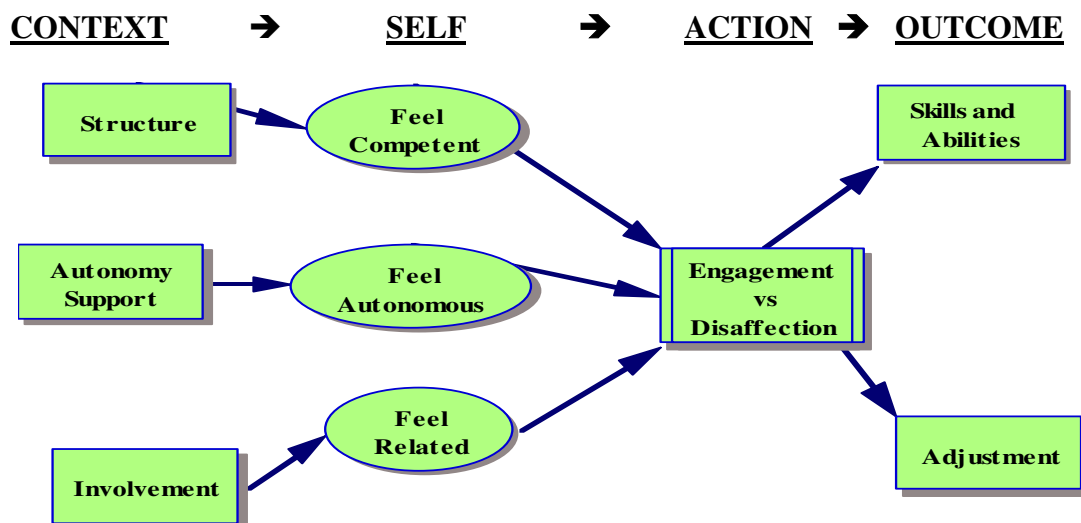 CONTEXT ➔ SELF ➔ ACTION ➔ OUTCOME
Structure
Feel
Competent
Skills and
Abilities
Autonomy
Support
Feel
Autonomous
Engagement
vs
Disaffection
Involvement
Feel
Related
Adjustment